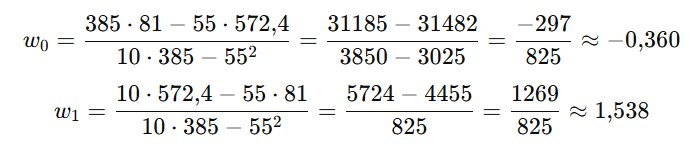 w₀ = (385 · 81 − 55 · 572,4)/(10 · 385 − 55²) = (31185 − 31482)/(3850 − 3025) = −297/825 ≈ −0,360
w₁ = (10 · 572,4 − 55 · 81)/(10 · 385 − 55²) = (5724 − 4455)/825 = 1269/825 ≈ 1,538